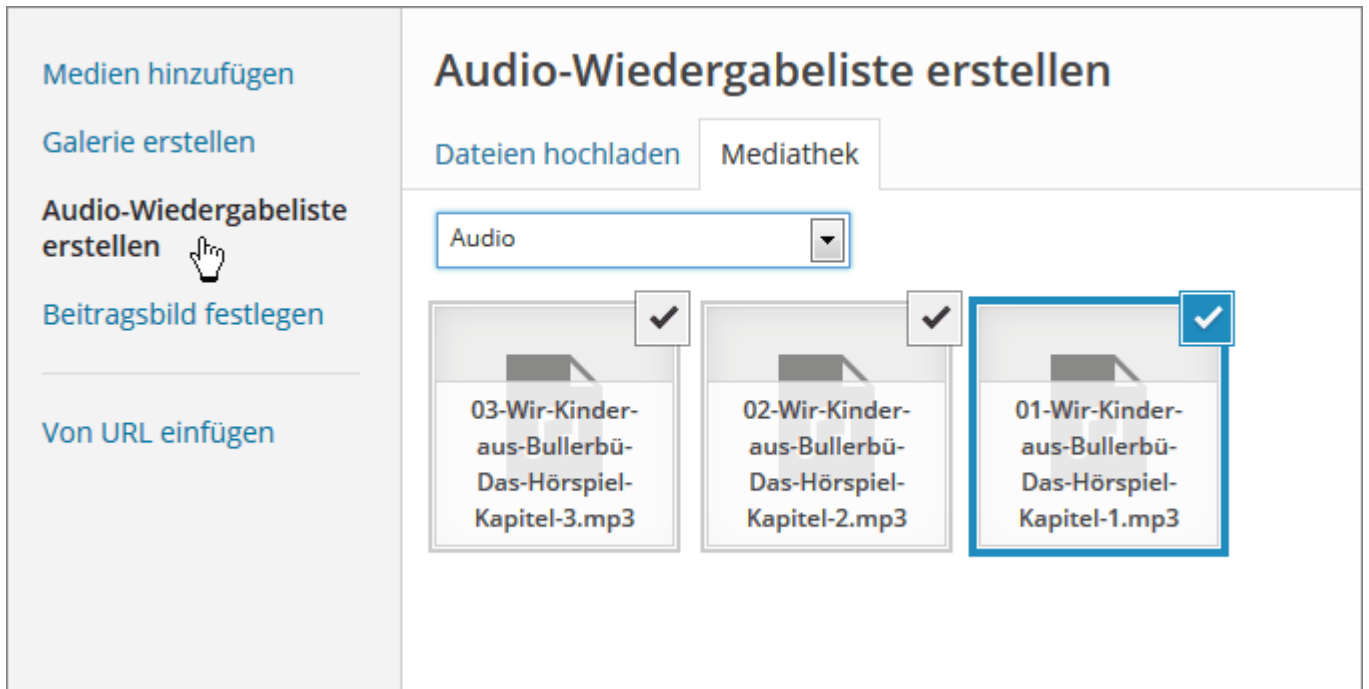 Medien hinzufügen
Galerie erstellen
Audio-Wiedergabeliste
erstellen
Beitragsbild festlegen
Von URL einfügen
Audio-Wiedergabeliste erstellen
Dateien hochladen
Mediathek
Audio
03-Wir-Kinder-
aus-Bullerbü-
Das-Hörspiel-
Kapitel-3.mp3
02-Wir-Kinder-
aus-Bullerbü-
Das-Hörspiel-
Kapitel-2.mp3
01-Wir-Kinder-
aus-Bullerbü-
Das-Hörspiel-
Kapitel-1.mp3